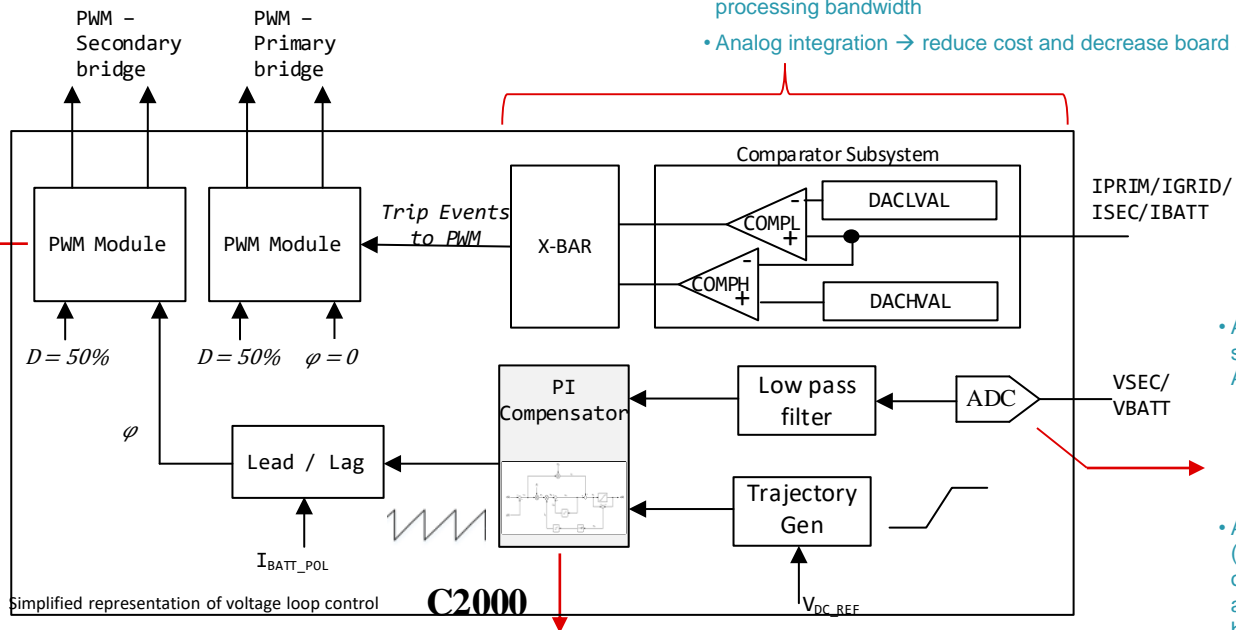 processing bandwidth
• Analog integration → reduce cost and decrease board
PWM –
Secondary
bridge
PWM –
Primary
bridge
Comparator Subsystem
PWM Module
PWM Module
Trip Events
to PWM
X-BAR
COMPL
-
+
DACLVAL
COMPH
-
+
DACHVAL
IPRIM/IGRID/
ISEC/IBATT
D = 50%
D = 50%
φ = 0
PI
Compensator
Low pass
filter
ADC
VSEC/
VBATT
φ
Lead / Lag
Trajectory
Gen
I_BATT_POL
V_DC_REF
Simplified representation of voltage loop control
C2000
• A
s
A
• A
(
c
a